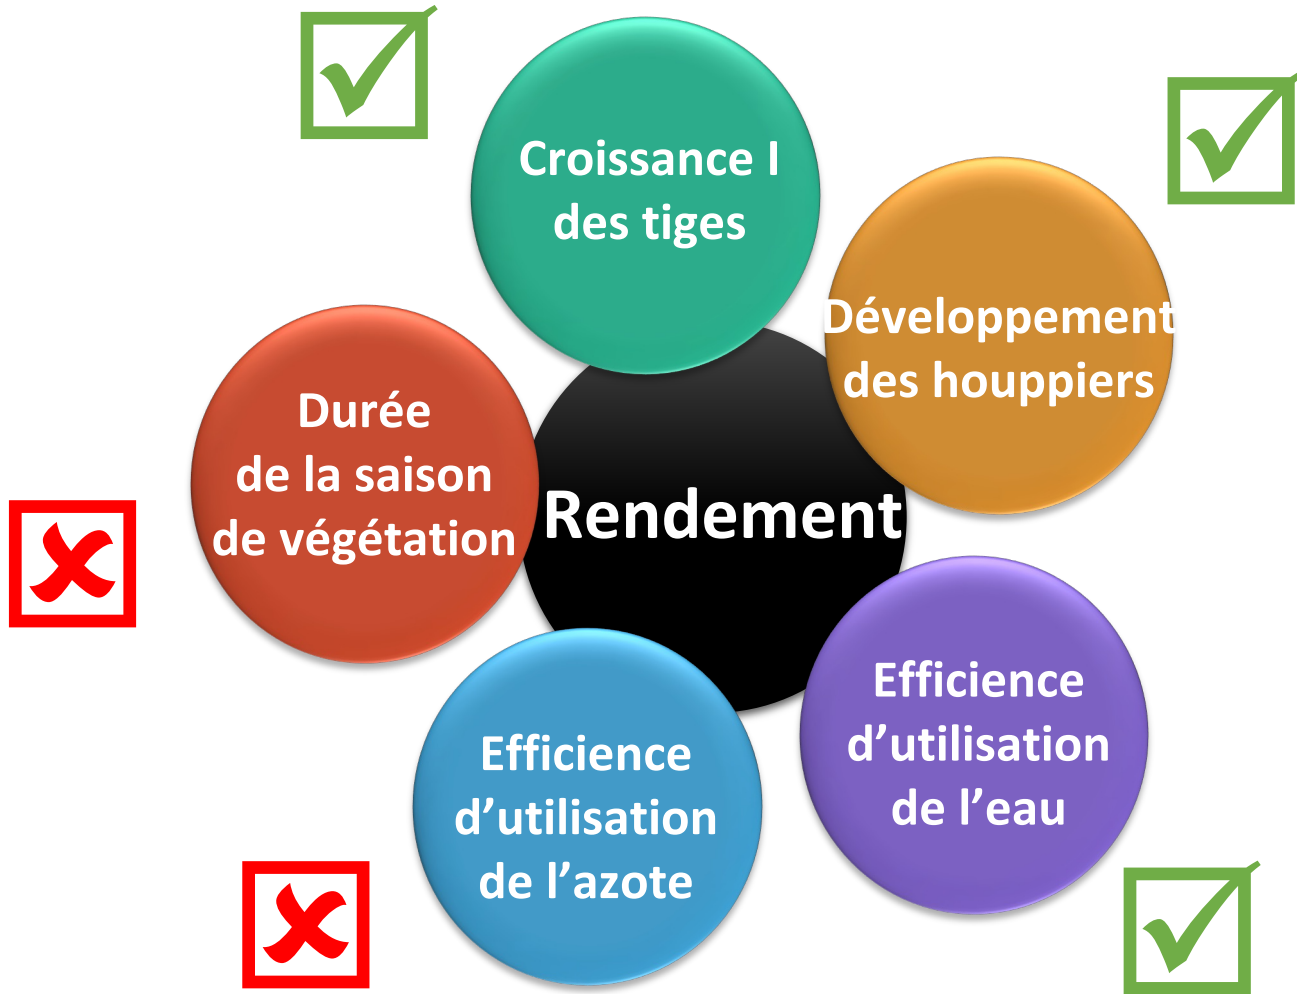 Croissance I
des tiges
Développement
des houppiers
Durée
de la saison
de végétation
Rendement
Efficience
d’utilisation
de l’eau
Efficience
d’utilisation
de l’azote